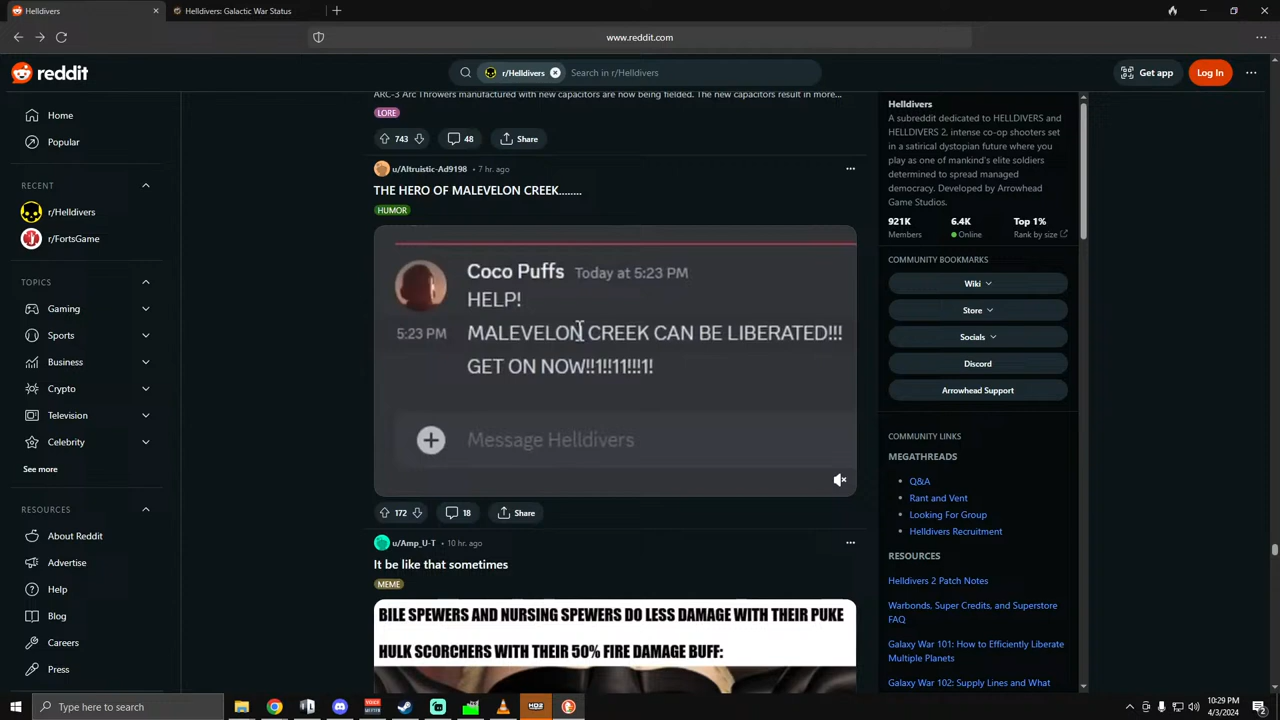 Helldivers
Helldivers: Galactic War Status
www.reddit.com
reddit
r/Helldivers
Search in r/Helldivers
Get app
Log In
Home
Popular
RECENT
r/Helldivers
r/FortsGame
TOPICS
Gaming
Sports
Business
Crypto
Television
Celebrity
See more
RESOURCES
About Reddit
Advertise
Help
Blog
Careers
Press
ARC-3 Arc Throwers manufactured with new capacitors are now being fielded. The new capacitors result in more...
LORE
743
48
Share
u/Altruistic-Ad9198 • 7 hr. ago
THE HERO OF MALEVELON CREEK........
HUMOR
Coco Puffs Today at 5:23 PM
HELP!
5:23 PM MALEVELON CREEK CAN BE LIBERATED!!!
GET ON NOW!!1!!11!!!1!
Message Helldivers
172
18
Share
u/Amp_U-T • 10 hr. ago
It be like that sometimes
MEME
BILE SPEWERS AND NURSING SPEWERS DO LESS DAMAGE WITH THEIR PUKE
HULK SCORCHERS WITH THEIR 50% FIRE DAMAGE BUFF:
Helldivers
A subreddit dedicated to HELLDIVERS and
HELLDIVERS 2, intense co-op shooters set
in a satirical dystopian future where you
play as one of mankind's elite soldiers
determined to spread managed
democracy. Developed by Arrowhead
Game Studios.
921K 6.4K Top 1%
Members Online Rank by size
COMMUNITY BOOKMARKS
Wiki
Store
Socials
Discord
Arrowhead Support
COMMUNITY LINKS
MEGATHREADS
Q&A
Rant and Vent
Looking For Group
Helldivers Recruitment
RESOURCES
Helldivers 2 Patch Notes
Warbonds, Super Credits, and Superstore
FAQ
Galaxy War 101: How to Efficiently Liberate
Multiple Planets
Galaxy War 102: Supply Lines and What
Type here to search
10:29 PM
4/3/2024